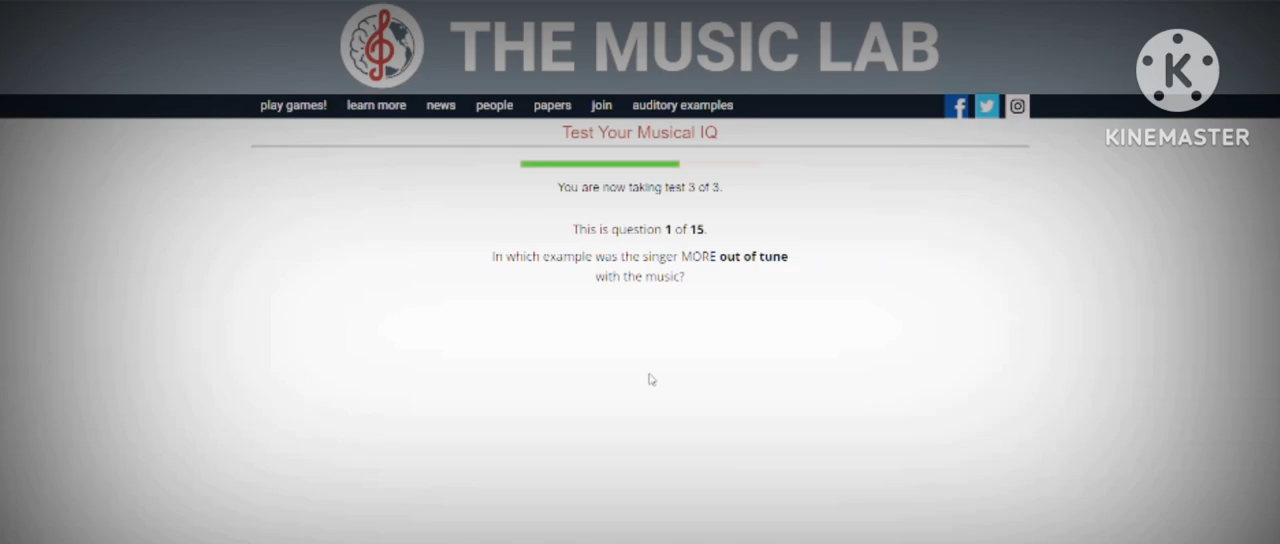 THE MUSIC LAB
play games! learn more news people papers join auditory examples
KINEMASTER
Test Your Musical IQ
You are now taking test 3 of 3.
This is question 1 of 15.
In which example was the singer MORE out of tune
with the music?